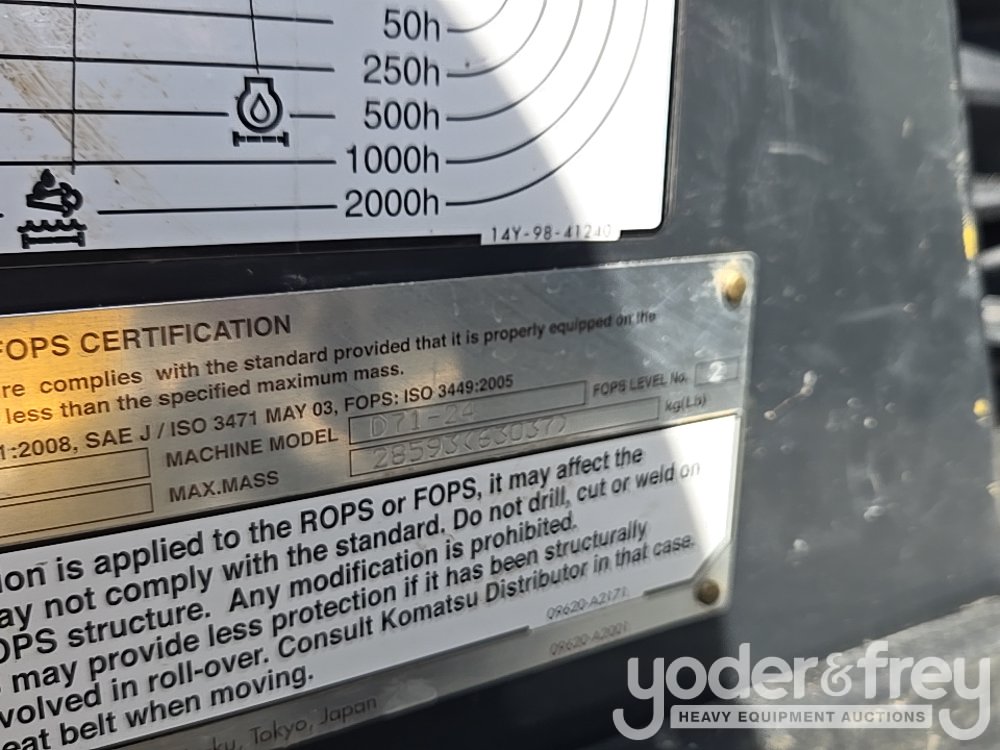 50h
250h
500h
1000h
2000h
14Y-98-41240
FOPS CERTIFICATION
re complies with the standard provided that it is properly equipped on the
less than the specified maximum mass.
1:2008, SAE J / ISO 3471 MAY 03, FOPS: ISO 3449:2005
FOPS LEVEL No. 2
MACHINE MODEL D71-24
MAX.MASS 28593(63037) kg(Lb)
ion is applied to the ROPS or FOPS, it may affect the
ay not comply with the standard. Do not drill, cut or weld on
OPS structure. Any modification is prohibited.
may provide less protection if it has been structurally
volved in roll-over. Consult Komatsu Distributor in that case.
eat belt when moving.
09620-A2171
09620-A2001
ku, Tokyo, Japan
yoder&frey
HEAVY EQUIPMENT AUCTIONS